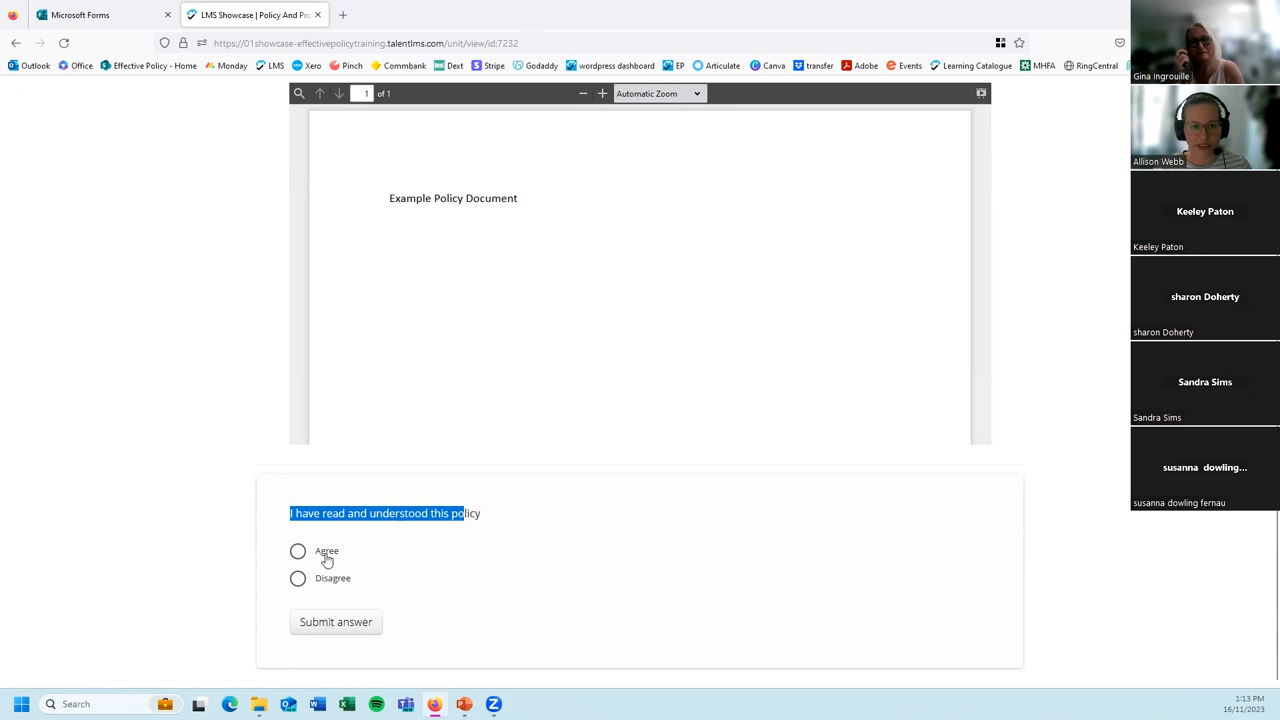 Microsoft Forms
LMS Showcase | Policy And Pro
https://01showcase-effectivepolicytraining.talentlms.com/unit/view/id:7232
Outlook
Office
Effective Policy - Home
Monday
LMS
Xero
Pinch
Commbank
Dext
Stripe
Godaddy
wordpress dashboard
EP
Articulate
Canva
transfer
Adobe
Events
Learning Catalogue
MHFA
RingCentral
1 of 1
Automatic Zoom
Example Policy Document
I have read and understood this policy
Agree
Disagree
Submit answer
Gina Ingrouille
Allison Webb
Keeley Paton
Keeley Paton
sharon Doherty
sharon Doherty
Sandra Sims
Sandra Sims
susanna dowling...
susanna dowling fernau
Search
1:13 PM
16/11/2023